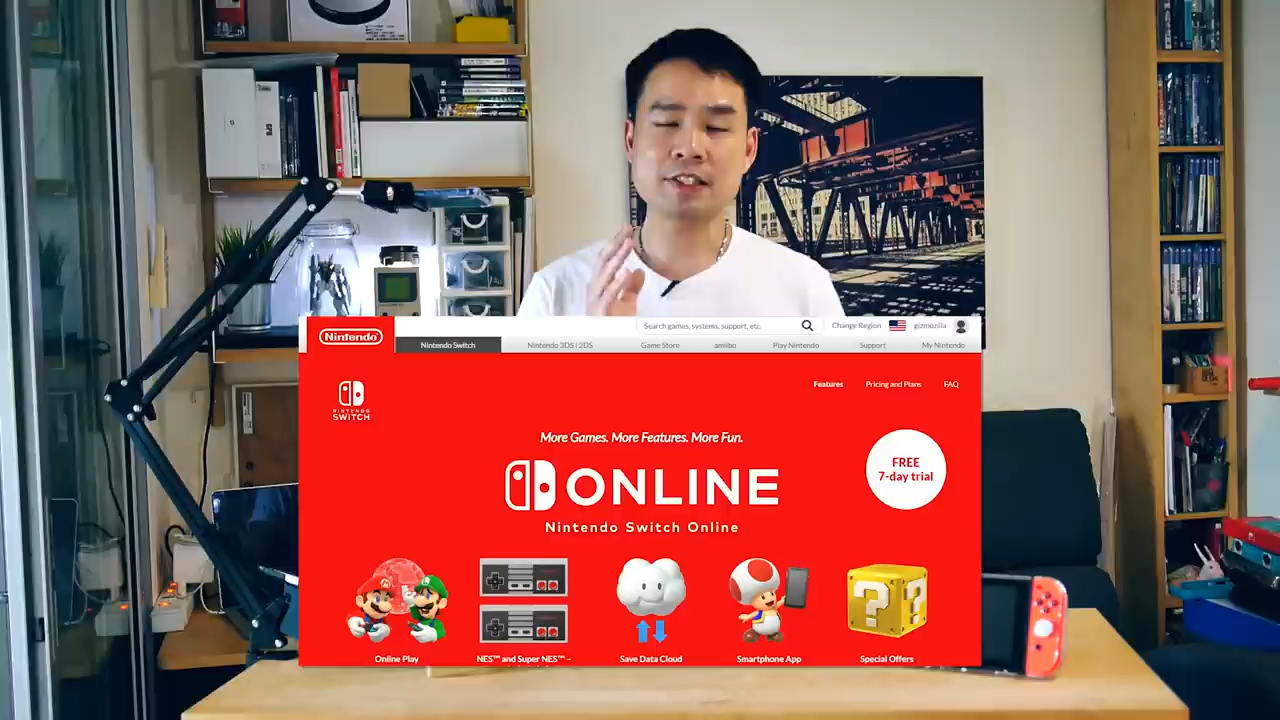 Nintendo
Search games, systems, support, etc.
Change Region
gizmozilla
Nintendo Switch
Nintendo 3DS | 2DS
Game Store
amiibo
Play Nintendo
Support
My Nintendo
NINTENDO
SWITCH
Features
Pricing and Plans
FAQ
More Games. More Features. More Fun.
ONLINE
Nintendo Switch Online
FREE
7-day trial
Online Play
NES™ and Super NES™ –
Save Data Cloud
Smartphone App
Special Offers